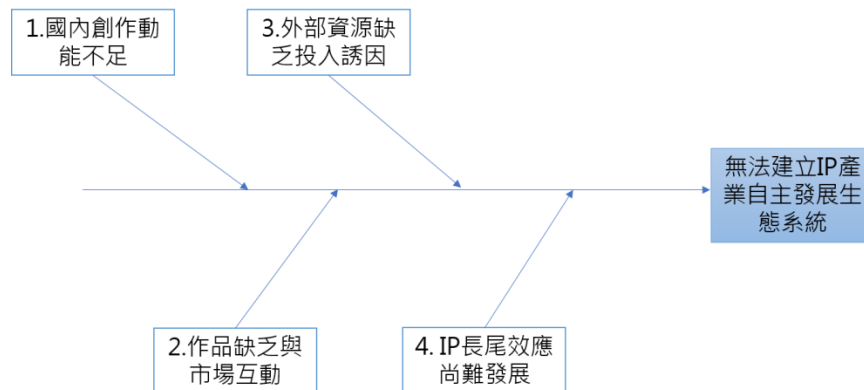 1.國內創作動
能不足
3.外部資源缺
乏投入誘因
無法建立IP產
業自主發展生
態系統
2.作品缺乏與
市場互動
4. IP長尾效應
尚難發展